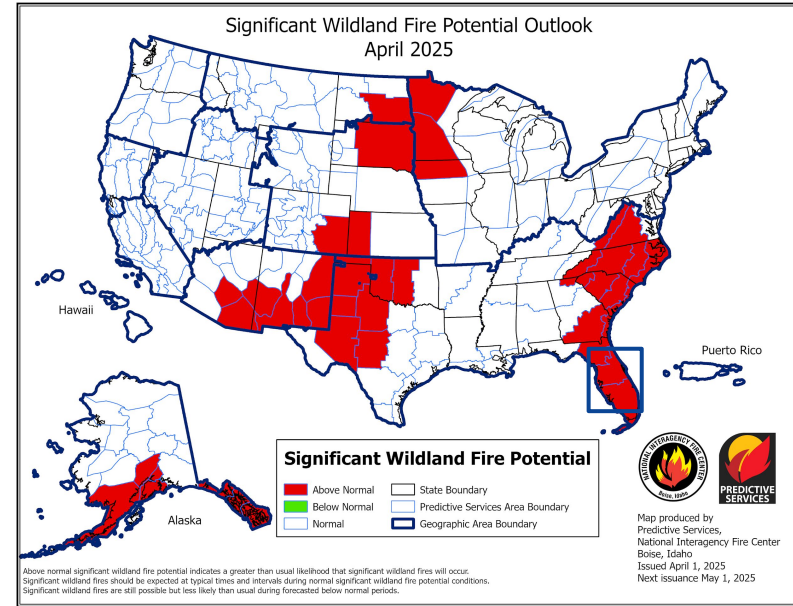 Significant Wildland Fire Potential Outlook
April 2025
Hawaii
Puerto Rico
Alaska
Significant Wildland Fire Potential
Above Normal
Below Normal
Normal
State Boundary
Predictive Services Area Boundary
Geographic Area Boundary
NATIONAL INTERAGENCY FIRE CENTER
Boise, Idaho
PREDICTIVE
SERVICES
Map produced by
Predictive Services,
National Interagency Fire Center
Boise, Idaho
Issued April 1, 2025
Next issuance May 1, 2025
Above normal significant wildland fire potential indicates a greater than usual likelihood that significant wildland fires will occur.
Significant wildland fires should be expected at typical times and intervals during normal significant wildland fire potential conditions.
Significant wildland fires are still possible but less likely than usual during forecasted below normal periods.